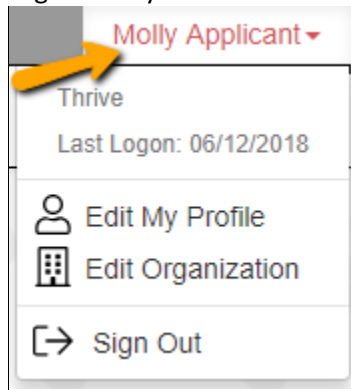 Molly Applicant
Thrive
Last Logon: 06/12/2018
Edit My Profile
Edit Organization
Sign Out